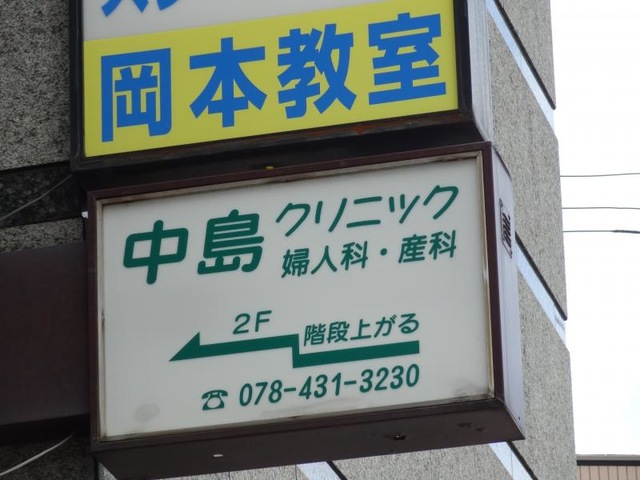 岡本教室
中島クリニック
婦人科・産科
2F
階段上がる
☎ 078-431-3230